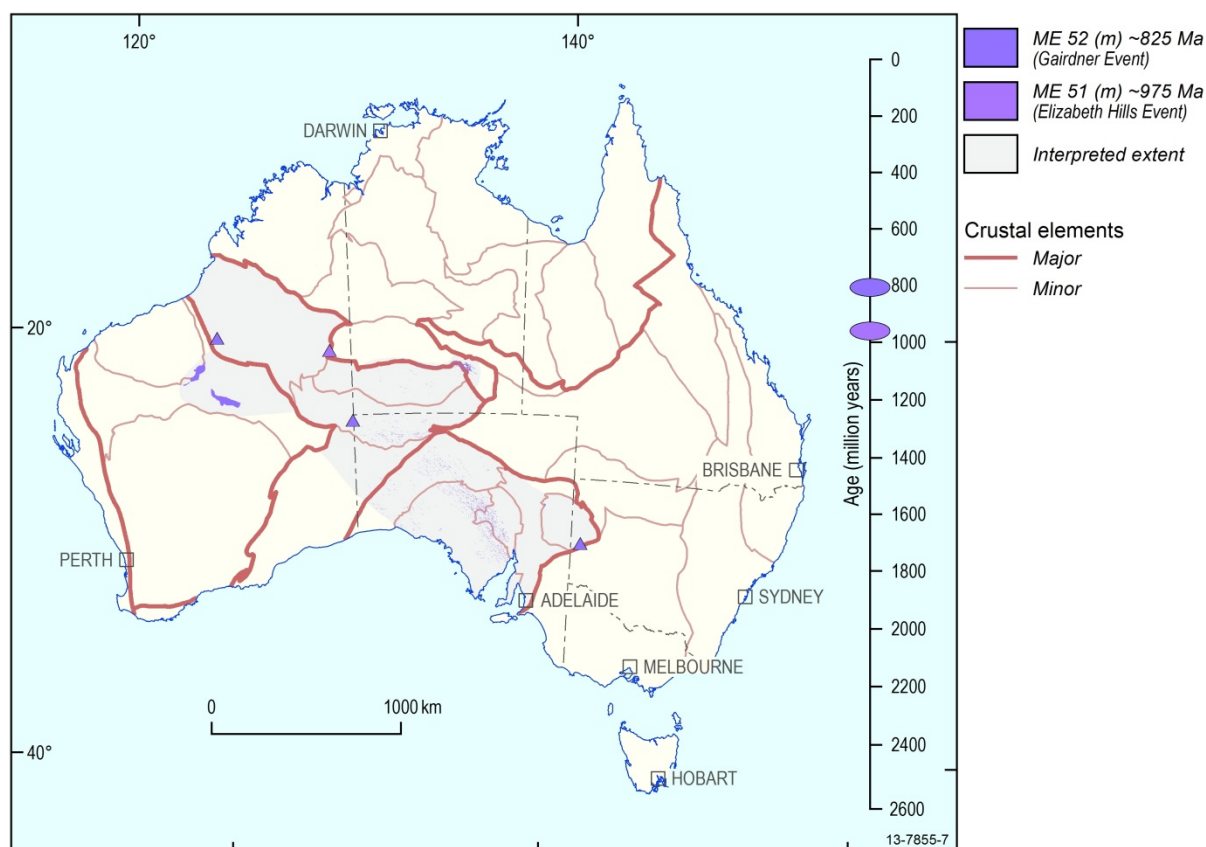 120°
140°
20°
40°
DARWIN
PERTH
ADELAIDE
MELBOURNE
HOBART
SYDNEY
BRISBANE
0
1000 km
Age (million years)
0
200
400
600
800
1000
1200
1400
1600
1800
2000
2200
2400
2600
13-7855-7
ME 52 (m) ~825 Ma
(Gairdner Event)
ME 51 (m) ~975 Ma
(Elizabeth Hills Event)
Interpreted extent
Crustal elements
Major
Minor